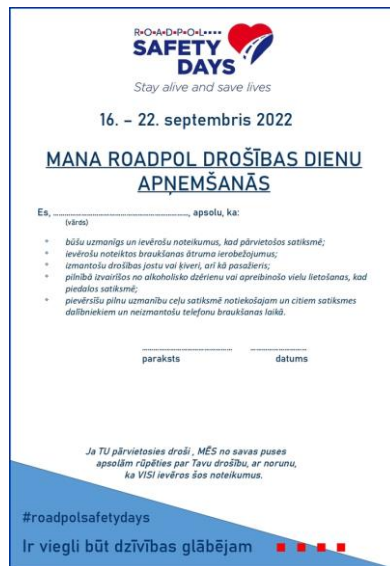 R·O·A·D·P·O·L
SAFETY
DAYS
Stay alive and save lives
16. – 22. septembris 2022
MANA ROADPOL DROŠĪBAS DIENU
APŅEMŠANĀS
Es, ..............................................., apsolu, ka:
(vārds)
* būšu uzmanīgs un ievērošu noteikumus, kad pārvietošos satiksmē;
* ievērošu noteiktos braukšanas ātruma ierobežojumus;
* izmantošu drošības jostu vai ķiveri, arī kā pasažieris;
* pilnībā izvairīšos no alkoholisko dzērienu vai apreibinošo vielu lietošanas, kad
piedalos satiksmē;
* pievērsīšu pilnu uzmanību ceļu satiksmē notiekošajam un citiem satiksmes
dalībniekiem un neizmantošu telefonu braukšanas laikā.
................................ ....................
paraksts datums
Ja TU pārvietosies droši , MĒS no savas puses
apsolām rūpēties par Tavu drošību, ar norunu,
ka VISI ievēros šos noteikumus.
#roadpolsafetydays
Ir viegli būt dzīvības glābējam